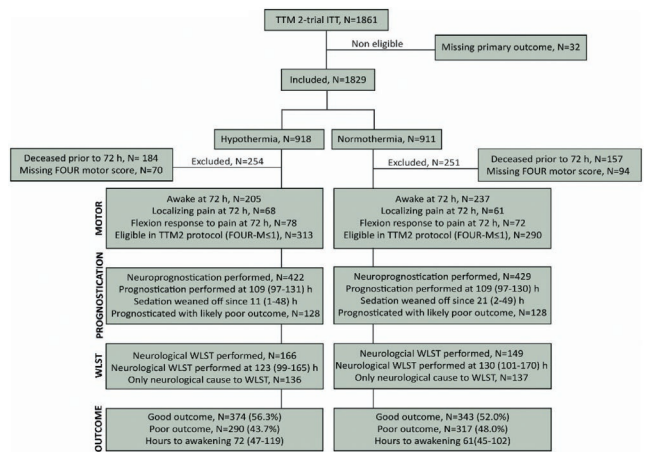 TTM 2-trial ITT, N=1861
Non eligible
Missing primary outcome, N=32
Included, N=1829
Hypothermia, N=918
Normothermia, N=911
Deceased prior to 72 h, N= 184
Missing FOUR motor score, N=70
Excluded, N=254
Excluded, N=251
Deceased prior to 72 h, N=157
Missing FOUR motor score, N=94
MOTOR
Awake at 72 h, N=205
Localizing pain at 72 h, N=68
Flexion response to pain at 72 h, N=78
Eligible in TTM2 protocol (FOUR-M≤1), N=313
Awake at 72 h, N=237
Localizing pain at 72 h, N=61
Flexion response to pain at 72 h, N=72
Eligible in TTM2 protocol (FOUR-M≤1), N=290
PROGNOSTICATION
Neuroprognostication performed, N=422
Prognostication performed at 109 (97-131) h
Sedation weaned off since 11 (1-48) h
Prognosticated with likely poor outcome, N=128
Neuroprognostication performed, N=429
Prognostication performed at 109 (97-130) h
Sedation weaned off since 21 (2-49) h
Prognosticated with likely poor outcome, N=128
WLST
Neurological WLST performed, N=166
Neurological WLST performed at 123 (99-165) h
Only neurological cause to WLST, N=136
Neurologcial WLST performed, N=149
Neurological WLST performed at 130 (101-170) h
Only neurological cause to WLST, N=137
OUTCOME
Good outcome, N=374 (56.3%)
Poor outcome, N=290 (43.7%)
Hours to awakening 72 (47-119)
Good outcome, N=343 (52.0%)
Poor outcome, N=317 (48.0%)
Hours to awakening 61(45-102)